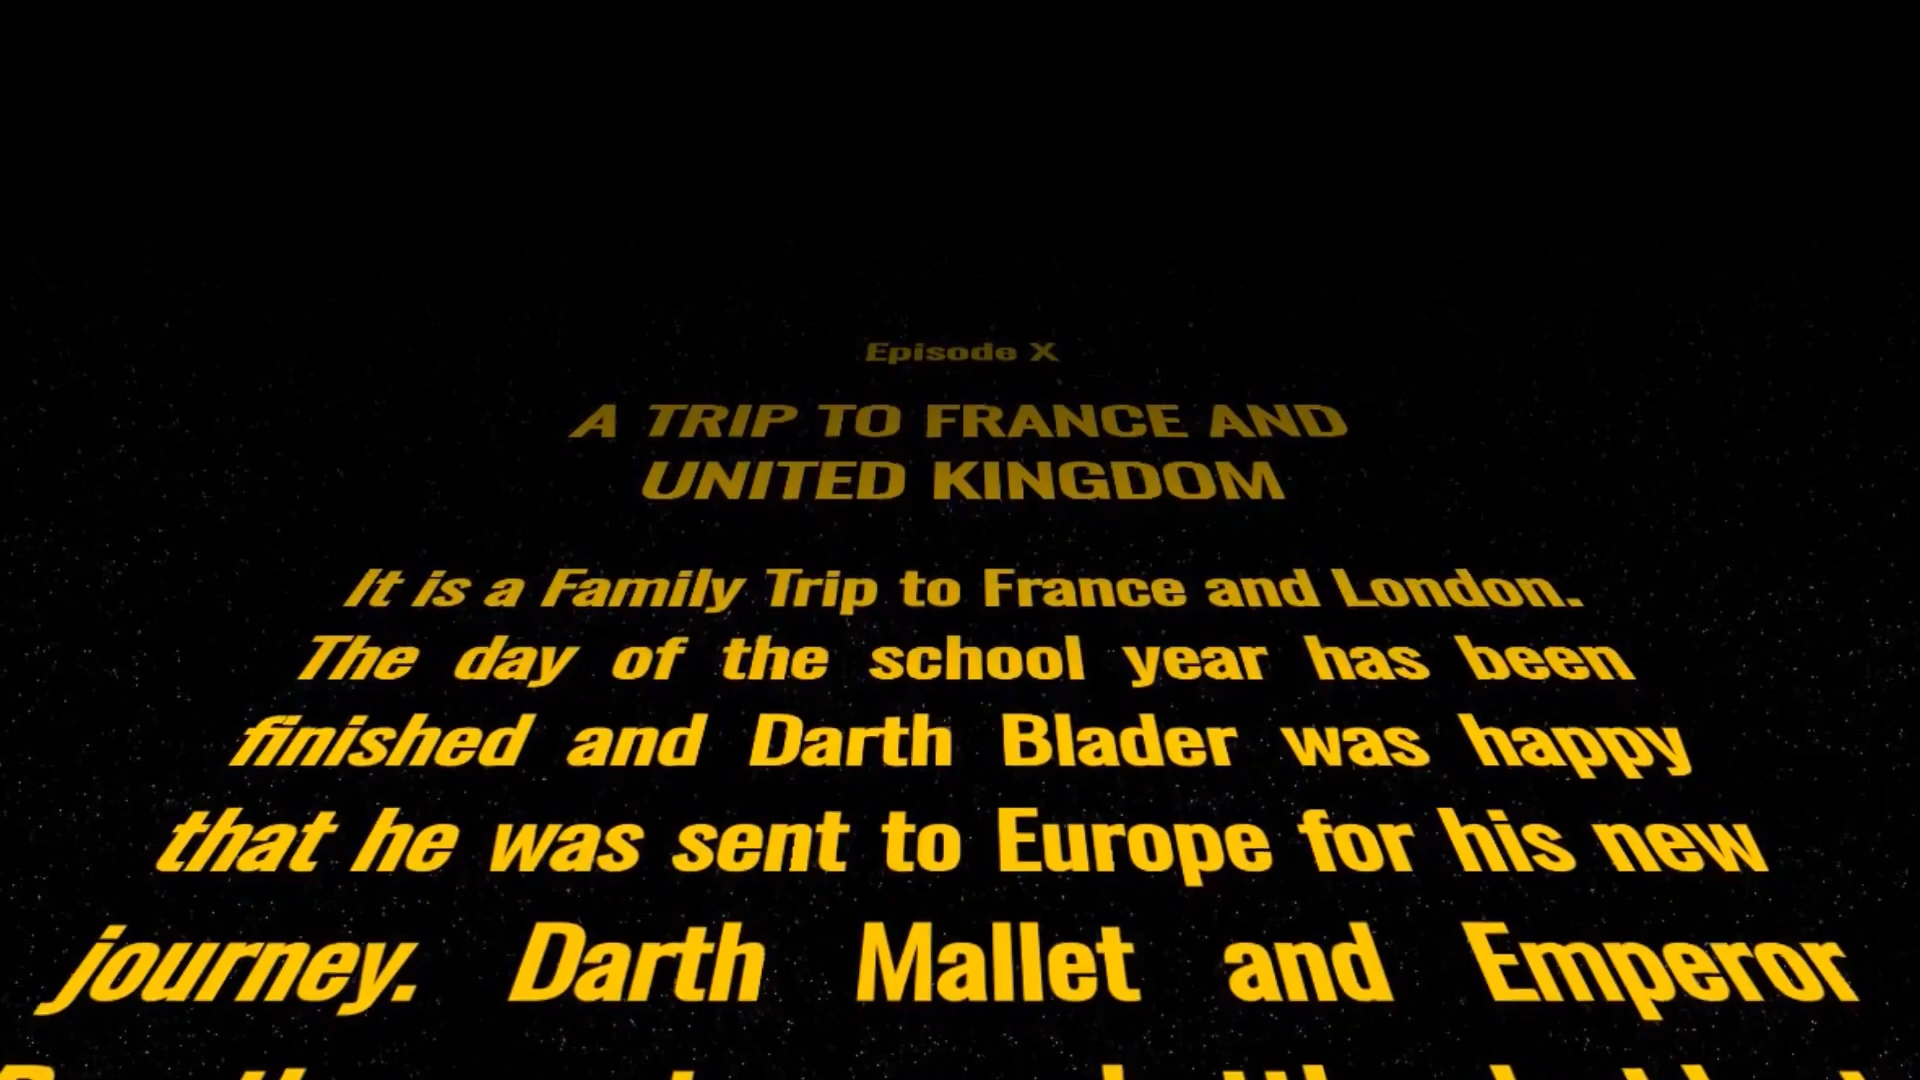 Episode X
A TRIP TO FRANCE AND
UNITED KINGDOM
It is a Family Trip to France and London.
The day of the school year has been
finished and Darth Blader was happy
that he was sent to Europe for his new
journey. Darth Mallet and Emperor